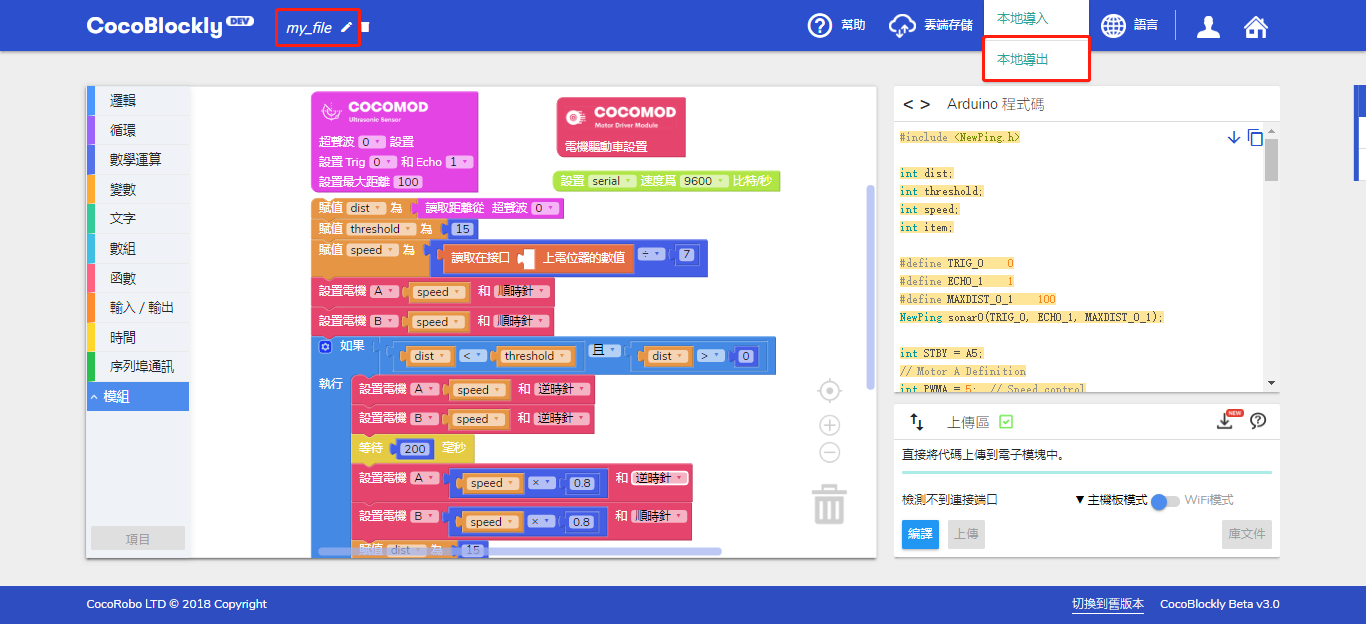 CocoBlockly DEV
my_file
幫助
雲端存儲
本地導入
本地導出
語言
邏輯
循環
數學運算
變數
文字
數組
函數
輸入 / 輸出
時間
序列埠通訊
模組
項目
COCOMOD
Ultrasonic Sensor
超聲波 0 設置
設置 Trig 0 和 Echo 1
設置最大距離 100
COCOMOD
Motor Driver Module
電機驅動車設置
設置 serial 速度爲 9600 比特/秒
賦值 dist 為 讀取距離從 超聲波 0
賦值 threshold 為 15
賦值 speed 為 讀取在接口 上電位器的數值 ÷ 7
設置電機 A speed 和 順時針
設置電機 B speed 和 順時針
如果 dist < threshold 且 dist > 0
執行 設置電機 A speed 和 逆時針
設置電機 B speed 和 逆時針
等待 200 毫秒
設置電機 A speed × 0.8 和 逆時針
設置電機 B speed × 0.8 和 順時針
賦值 dist 為 15
< > Arduino 程式碼
#include <NewPing.h>
int dist;
int threshold;
int speed;
int item;
#define TRIG_0 0
#define ECHO_1 1
#define MAXDIST_0_1 100
NewPing sonar0(TRIG_0, ECHO_1, MAXDIST_0_1);
int STBY = A5;
// Motor A Definition
int PWMA = 5; // Speed control
上傳區
NEW
直接將代碼上傳到電子模塊中。
檢測不到連接端口
▼主機板模式 WiFi模式
編譯
上傳
庫文件
CocoRobo LTD © 2018 Copyright
切換到舊版本
CocoBlockly Beta v3.0